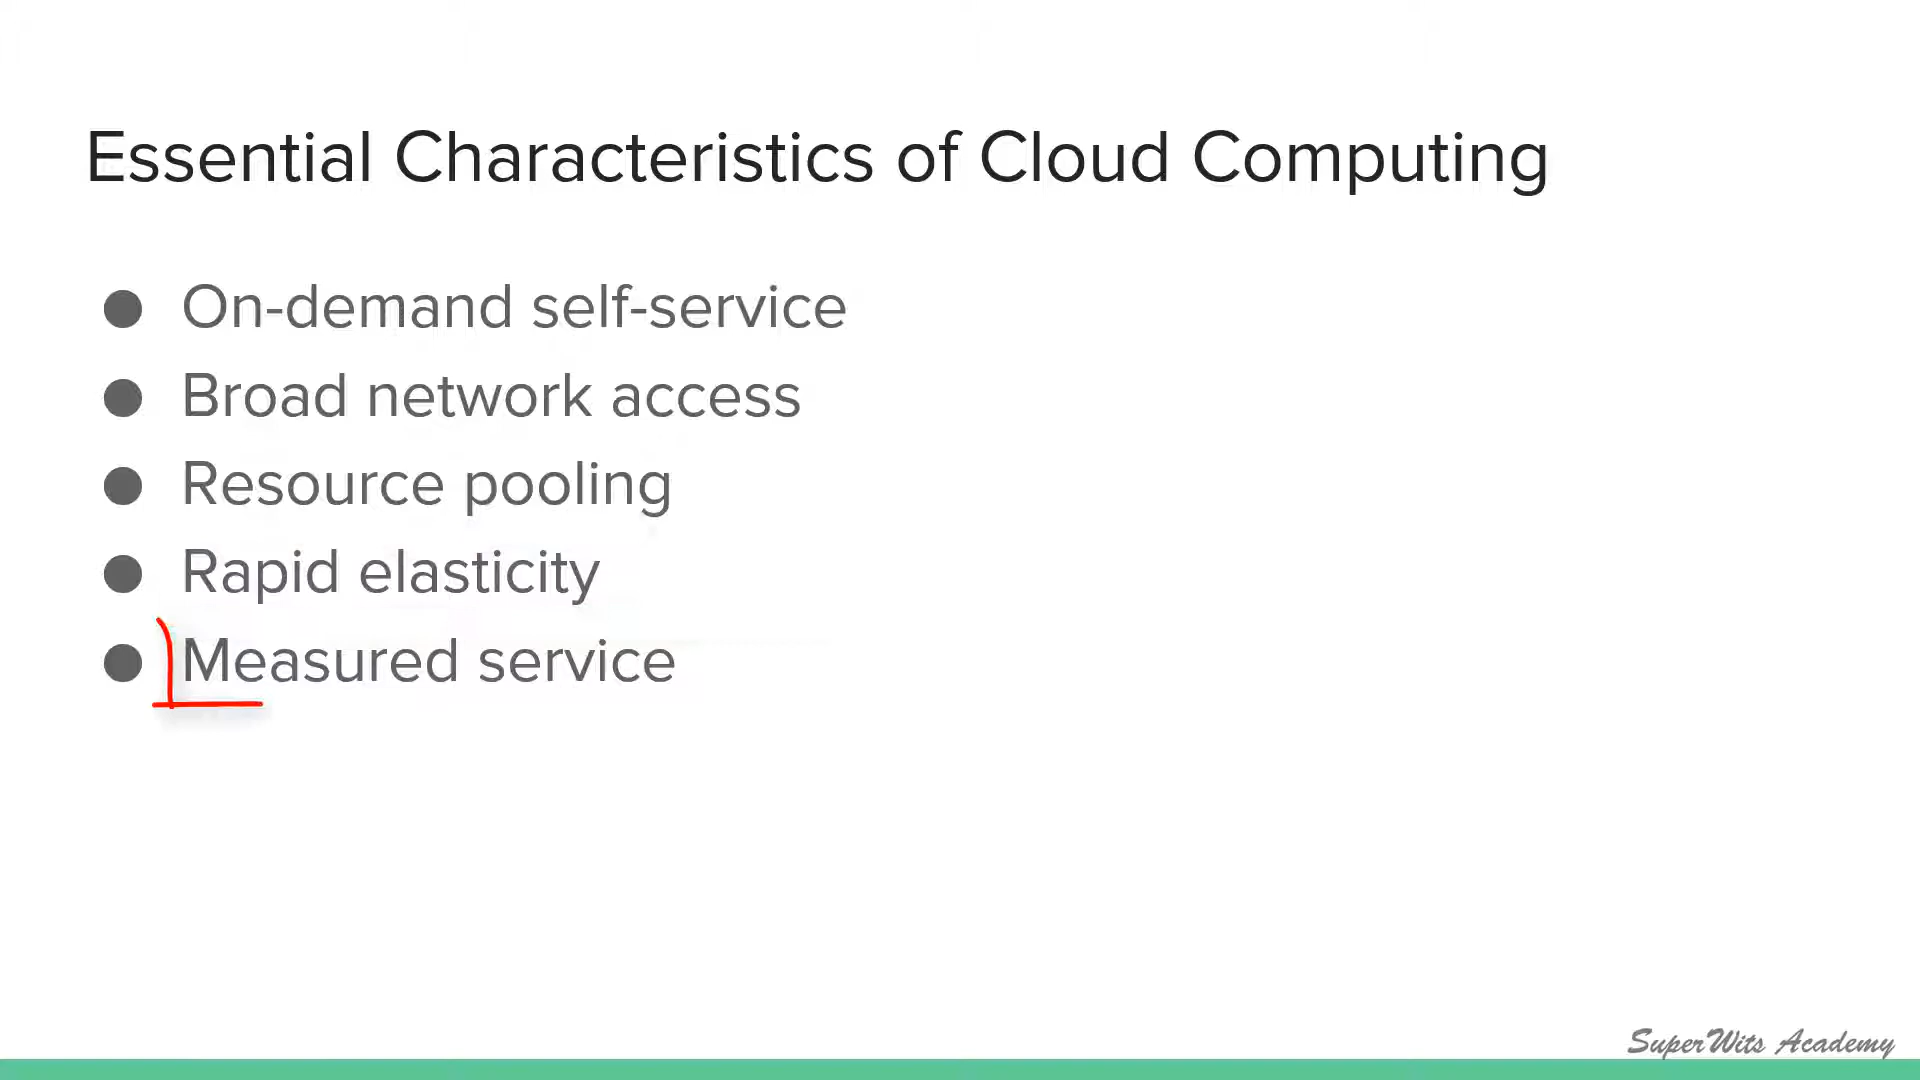 Essential Characteristics of Cloud Computing
● On-demand self-service
● Broad network access
● Resource pooling
● Rapid elasticity
● Measured service
SuperWits Academy